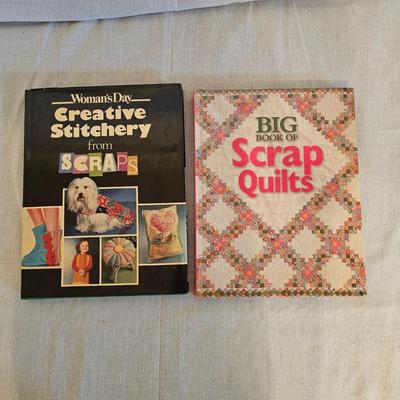 Woman's Day
Creative
Stitchery
from
SCRAPS
BIG
BOOK OF
Scrap
Quilts